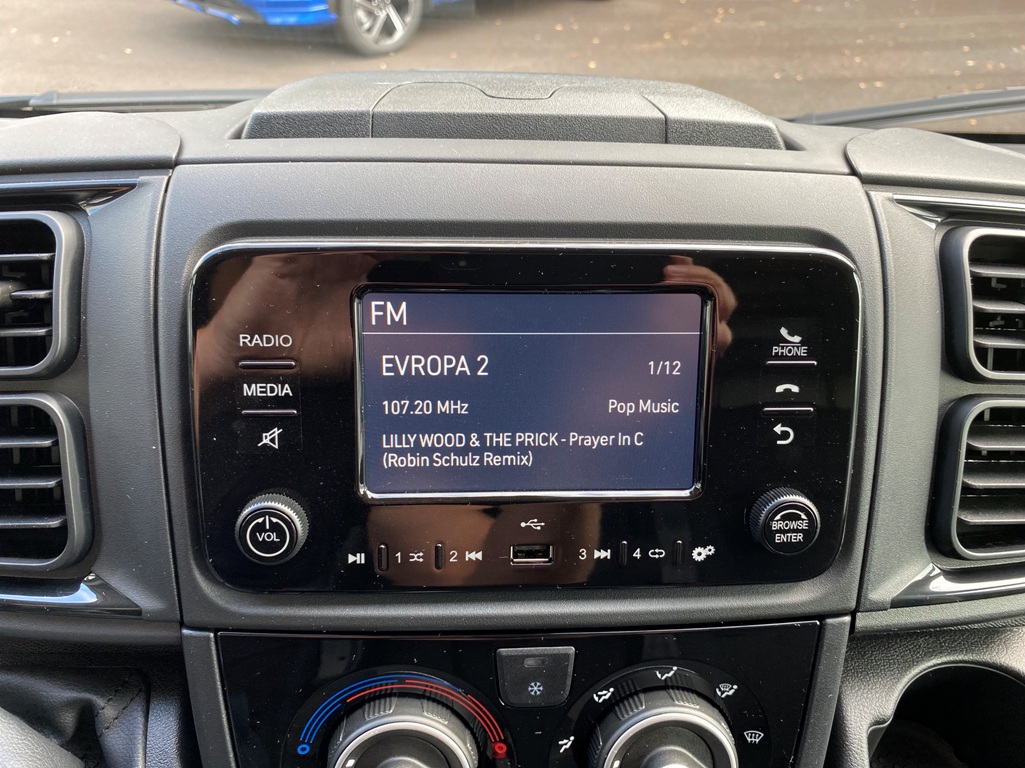 FM
RADIO
EVROPA 2
1/12
PHONE
MEDIA
107.20 MHz
Pop Music
LILLY WOOD & THE PRICK - Prayer In C
(Robin Schulz Remix)
VOL
BROWSE
ENTER
1
2
3
4